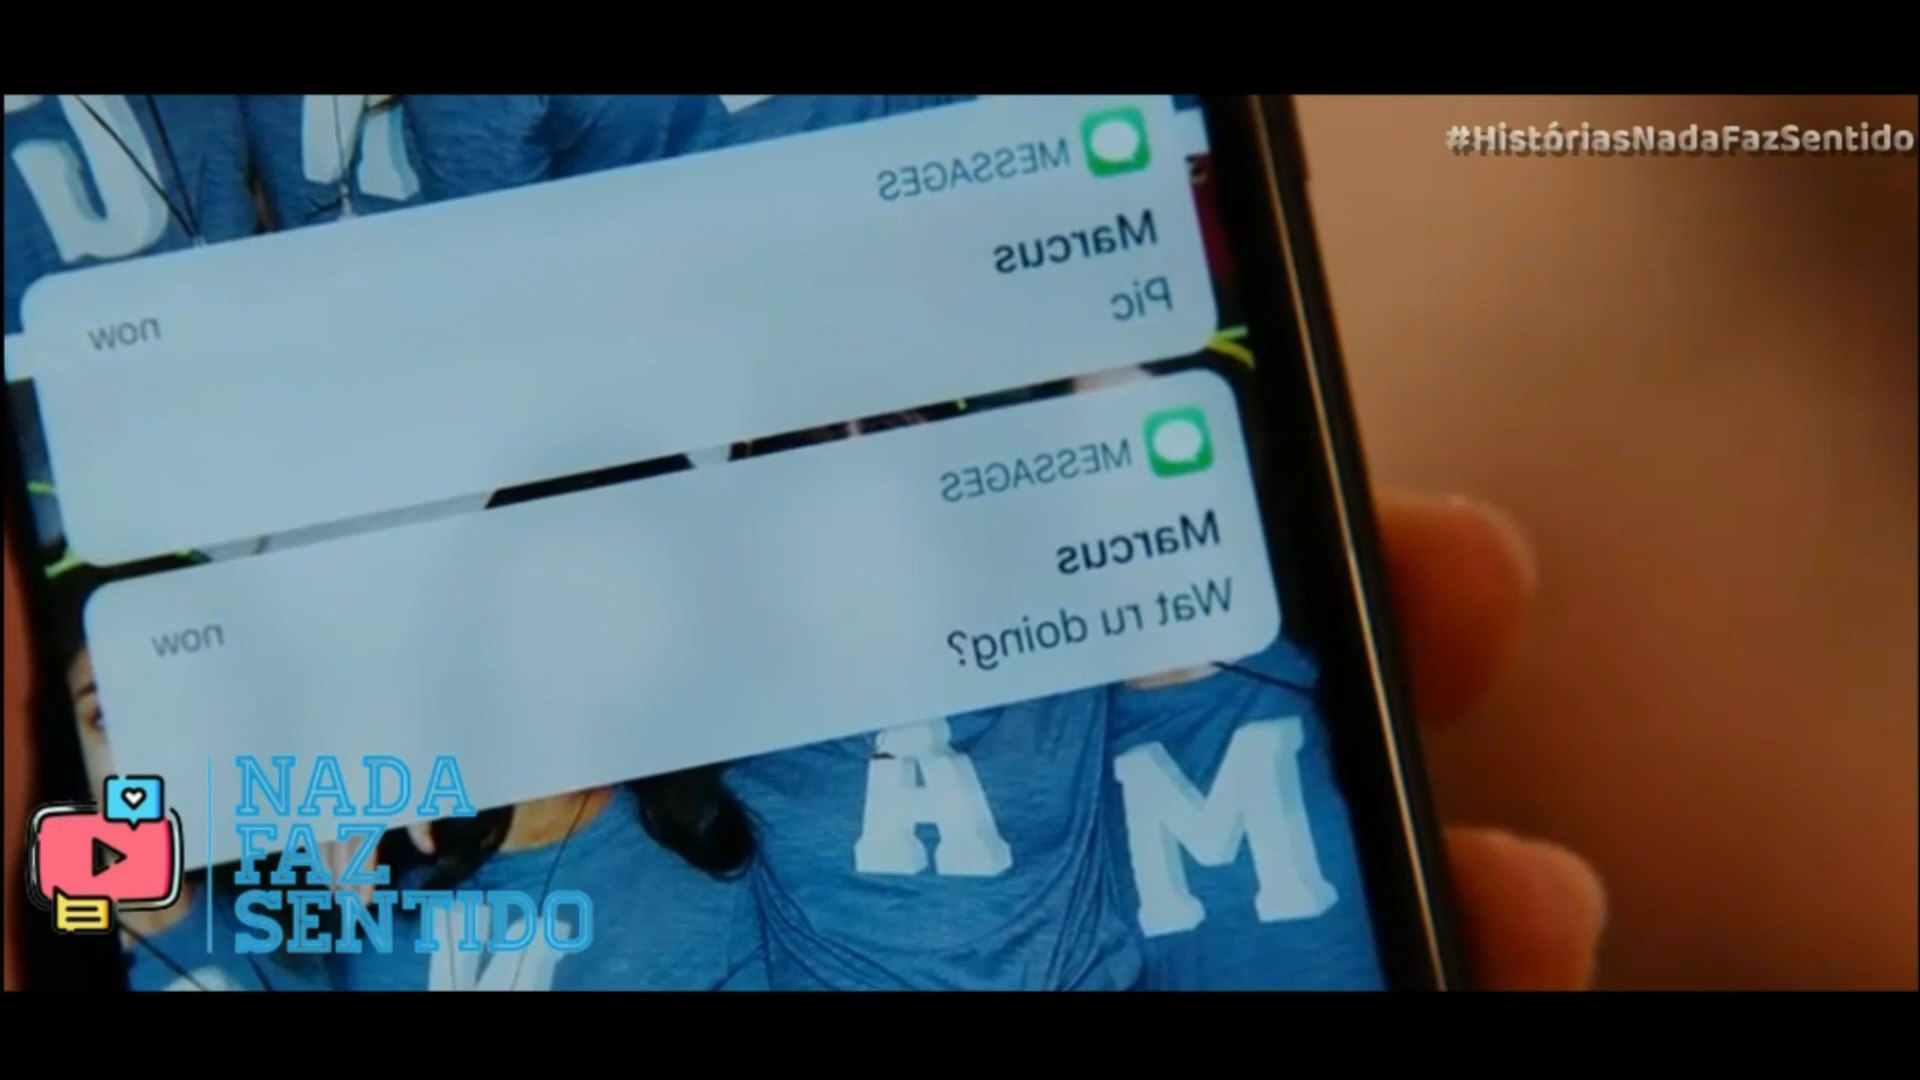 #HistóriasNadaFazSentido
MESSAGES
Marcus
Pic
now
MESSAGES
Marcus
Wat ru doing?
now
A M
NADA
FAZ
SENTIDO